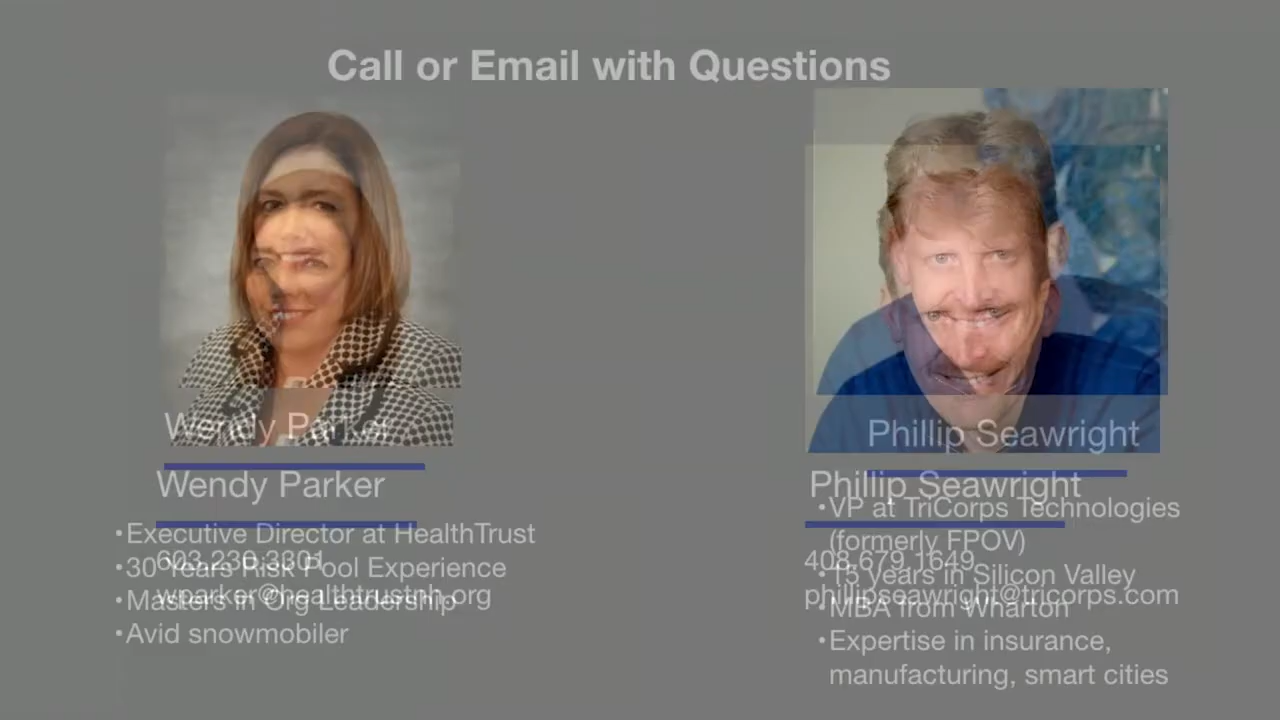 Call or Email with Questions
Wendy Parker
Wendy Parker
•Executive Director at HealthTrust
603.230.3301
•30 Years Risk Pool Experience
wparker@healthtrustnh.org
•Masters in Org Leadership
•Avid snowmobiler
Phillip Seawright
Phillip Seawright
•VP at TriCorps Technologies
(formerly FPOV)
408.679.1649
•15 years in Silicon Valley
phillipseawright@tricorps.com
•MBA from Wharton
•Expertise in insurance,
manufacturing, smart cities